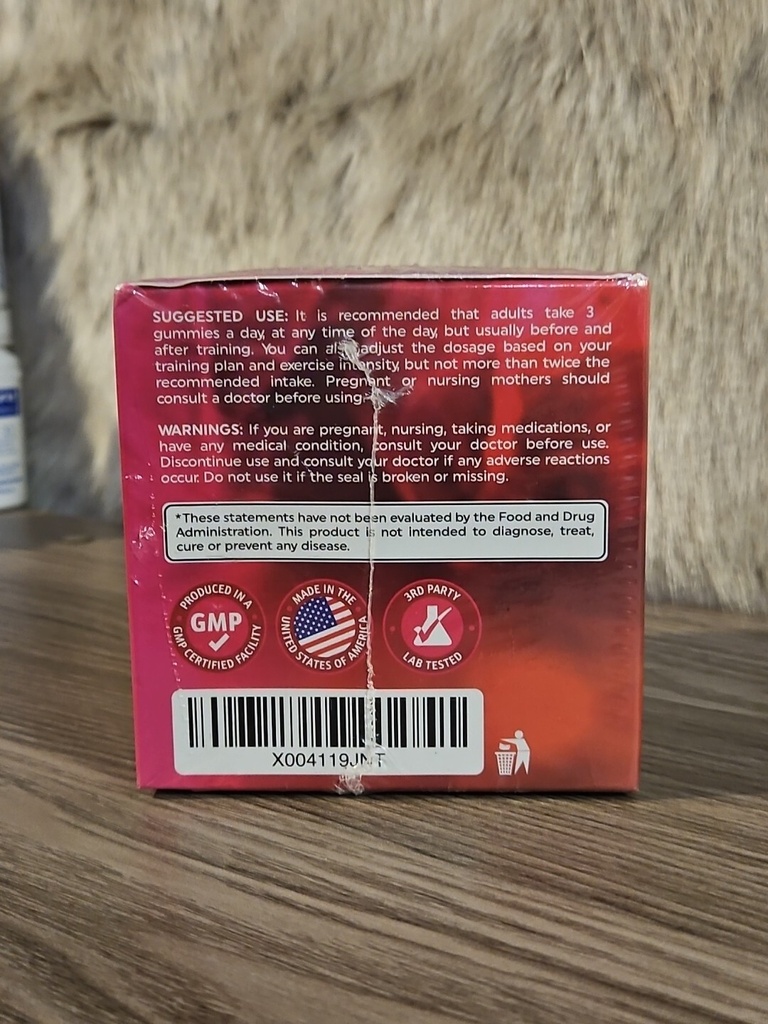 SUGGESTED USE: It is recommended that adults take 3
gummies a day, at any time of the day, but usually before and
after training. You can also adjust the dosage based on your
training plan and exercise intensity, but not more than twice the
recommended intake. Pregnant or nursing mothers should
consult a doctor before using.
WARNINGS: If you are pregnant, nursing, taking medications, or
have any medical condition, consult your doctor before use.
Discontinue use and consult your doctor if any adverse reactions
occur. Do not use it if the seal is broken or missing.
*These statements have not been evaluated by the Food and Drug
Administration. This product is not intended to diagnose, treat,
cure or prevent any disease.
PRODUCED IN A
GMP
GMP CERTIFIED FACILITY
MADE IN THE
UNITED STATES OF AMERICA
3RD PARTY
LAB TESTED
X004119JNT